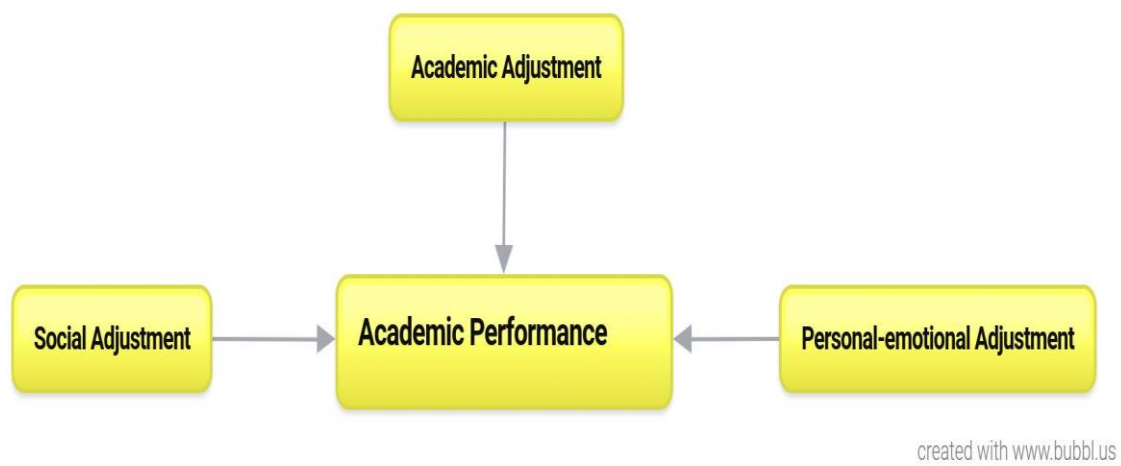 Academic Adjustment
Social Adjustment
Academic Performance
Personal-emotional Adjustment
created with www.bubbl.us